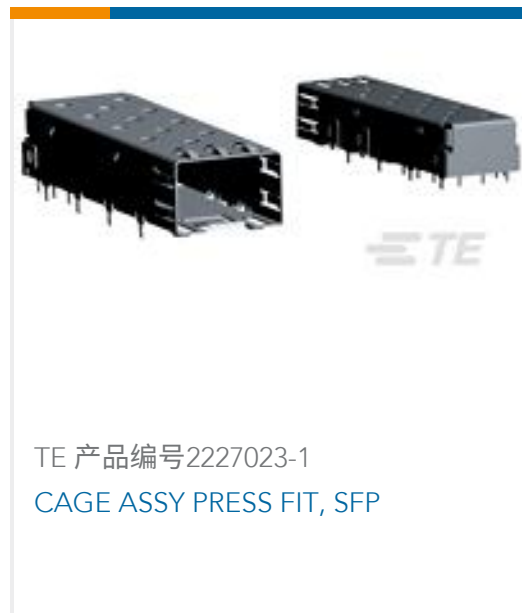 TE
TE 产品编号2227023-1
CAGE ASSY PRESS FIT, SFP